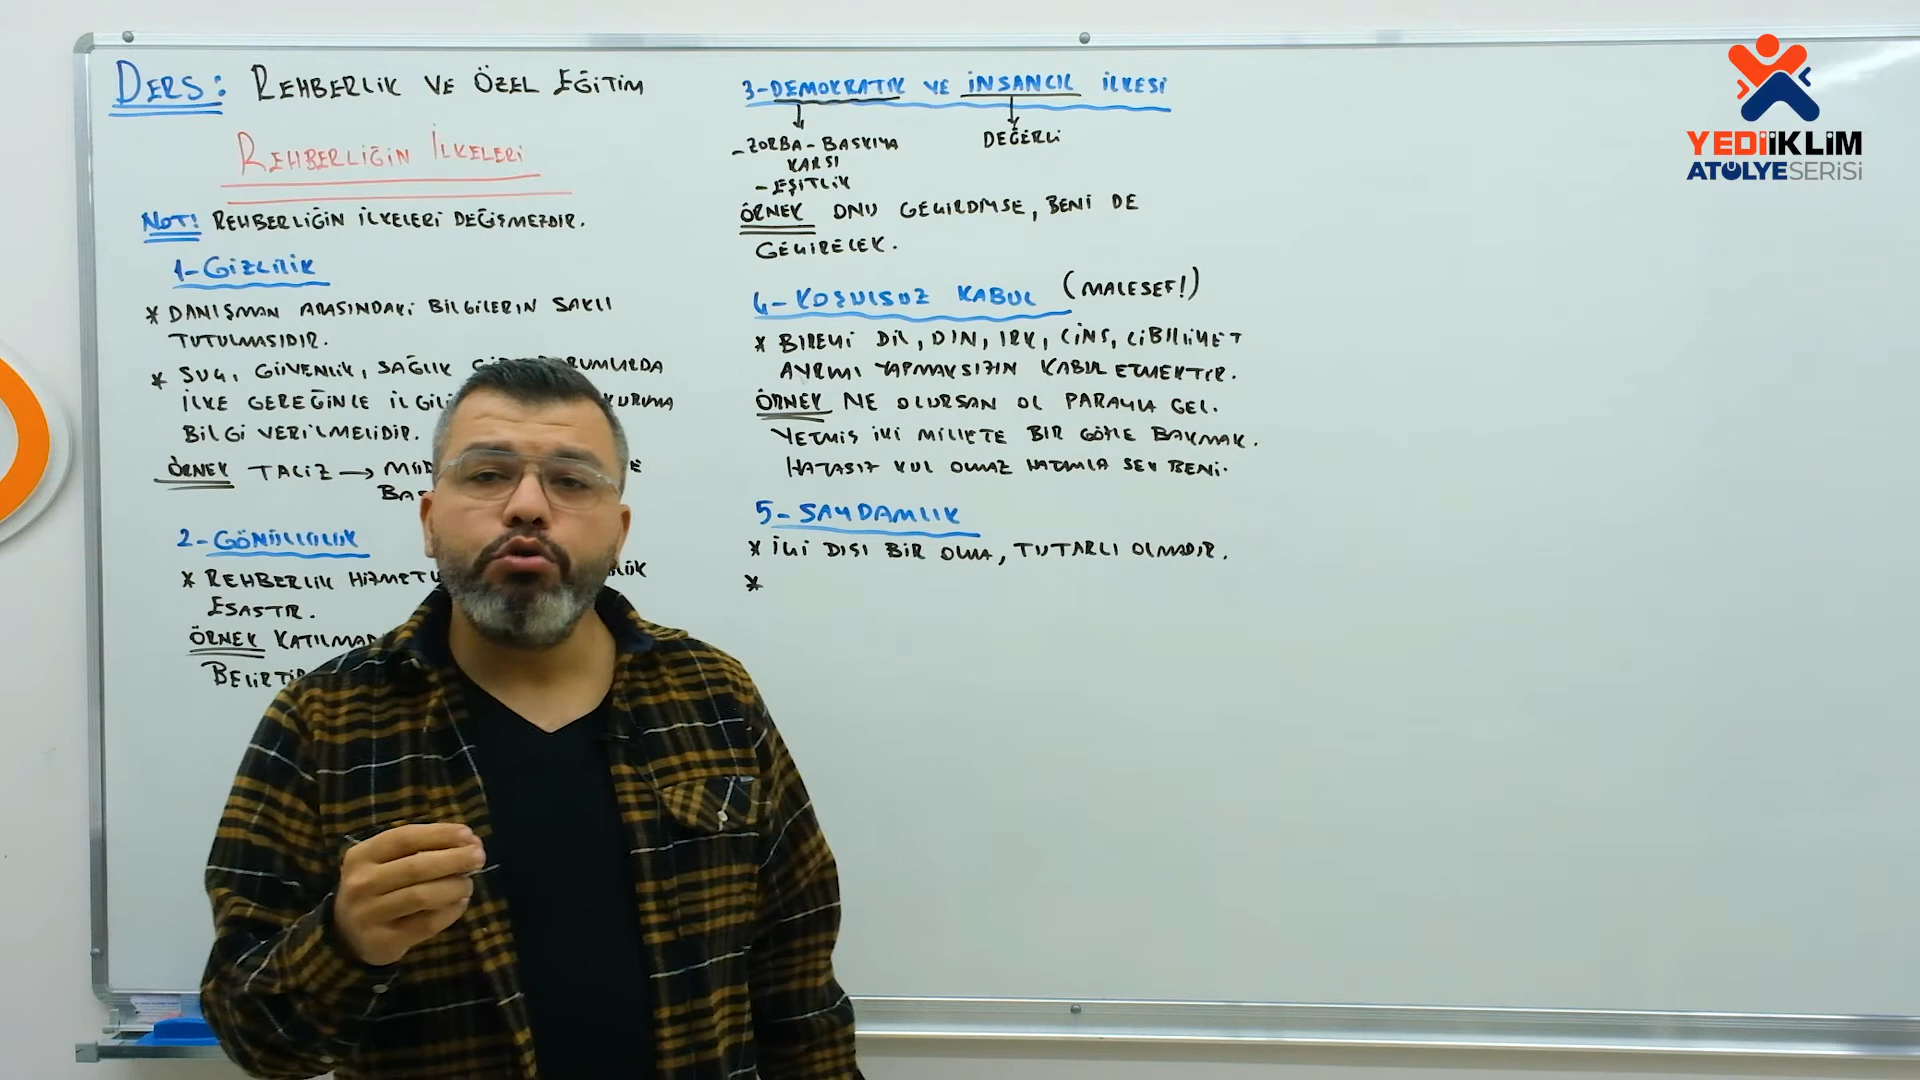 DERS: REHBERLİK VE ÖZEL EĞİTİM
REHBERLİĞİN İLKELERİ
NOT! REHBERLİĞİN İLKELERİ DEĞİŞMEZDİR.
1-GİZLİLİK
* DANIŞMAN ARASINDAKİ BİLGİLERİN SAKLI
TUTULMASIDIR.
* SUÇ, GÜVENLİK, SAĞLIK
İLKE GEREĞİNCE İLGİLİ KURUMA
BİLGİ VERİLMELİDİR.
ÖRNEK TACİZ →
2-GÖNÜLLÜLÜK
* REHBERLİK
ESASTIR.
ÖRNEK
3-DEMOKRATİK VE İNSANCIL İLKESİ
-ZORBA-BASKIYA
KARŞI
-EŞİTLİK
DEĞERLİ
ÖRNEK ONU GEÇİRDİYSE, BENİ DE
GEÇİRECEK.
4-KOŞULSUZ KABUL (MALESEF!)
* BİREYİ DİL, DİN, IRK, CİNS, CİBİLLİYET
AYRIMI YAPMAKSIZIN KABUL ETMEKTİR.
ÖRNEK NE OLURSAN OL PARAYLA GEL.
YETMİŞ İKİ MİLLETE BİR GÖZLE BAKMAK.
HATASIZ KUL OLMAZ HATAMLA SEV BENİ.
5-SAYDAMLIK
* İÇİ DIŞI BİR OLMA, TUTARLI OLMADIR.
*
YEDİİKLİM
ATÖLYESERİSİ